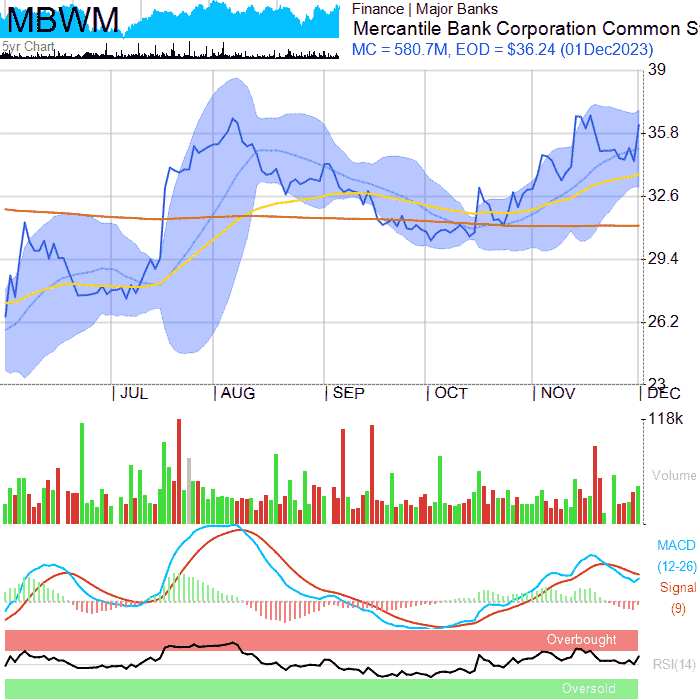 MBWM
5yr Chart
Finance | Major Banks
Mercantile Bank Corporation Common S
MC = 580.7M, EOD = $36.24 (01Dec2023)
39
35.8
32.6
29.4
26.2
23
JUL AUG SEP OCT NOV DEC
118k
Volume
MACD
(12-26)
Signal
(9)
Overbought
RSI(14)
Oversold